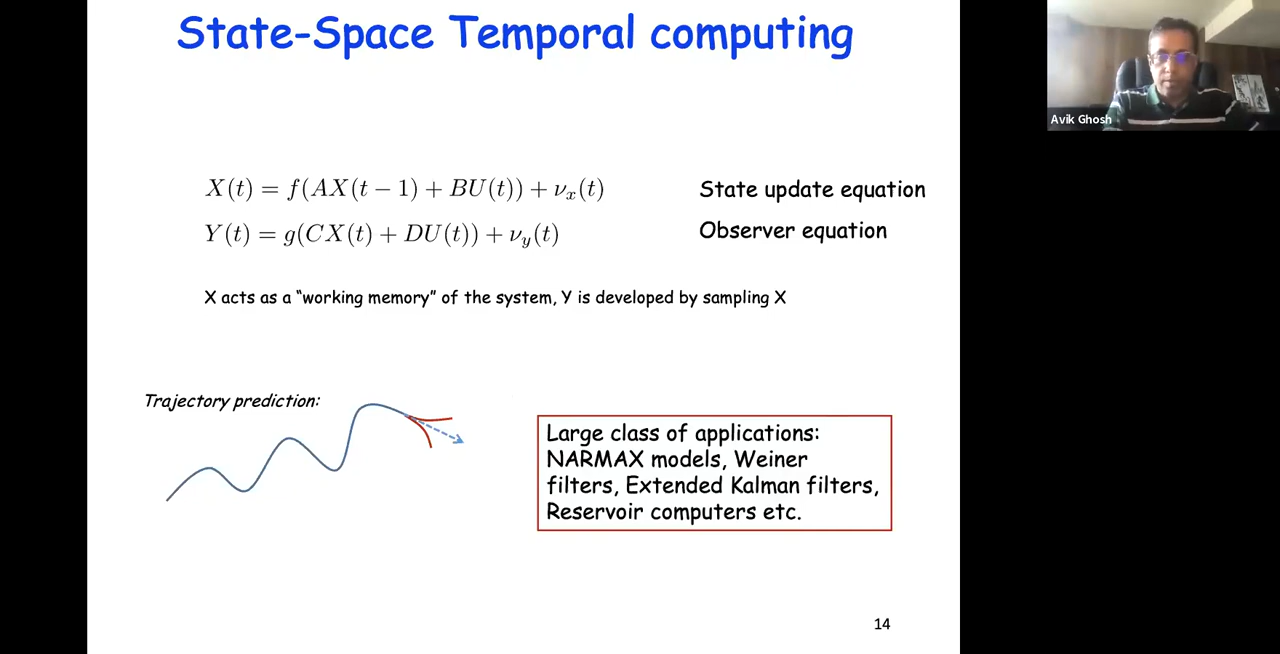 State-Space Temporal computing
Avik Ghosh
X(t) = f(AX(t − 1) + BU(t)) + νₓ(t)
State update equation
Y(t) = g(CX(t) + DU(t)) + ν_y(t)
Observer equation
X acts as a “working memory” of the system, Y is developed by sampling X
Trajectory prediction:
Large class of applications:
NARMAX models, Weiner
filters, Extended Kalman filters,
Reservoir computers etc.
14